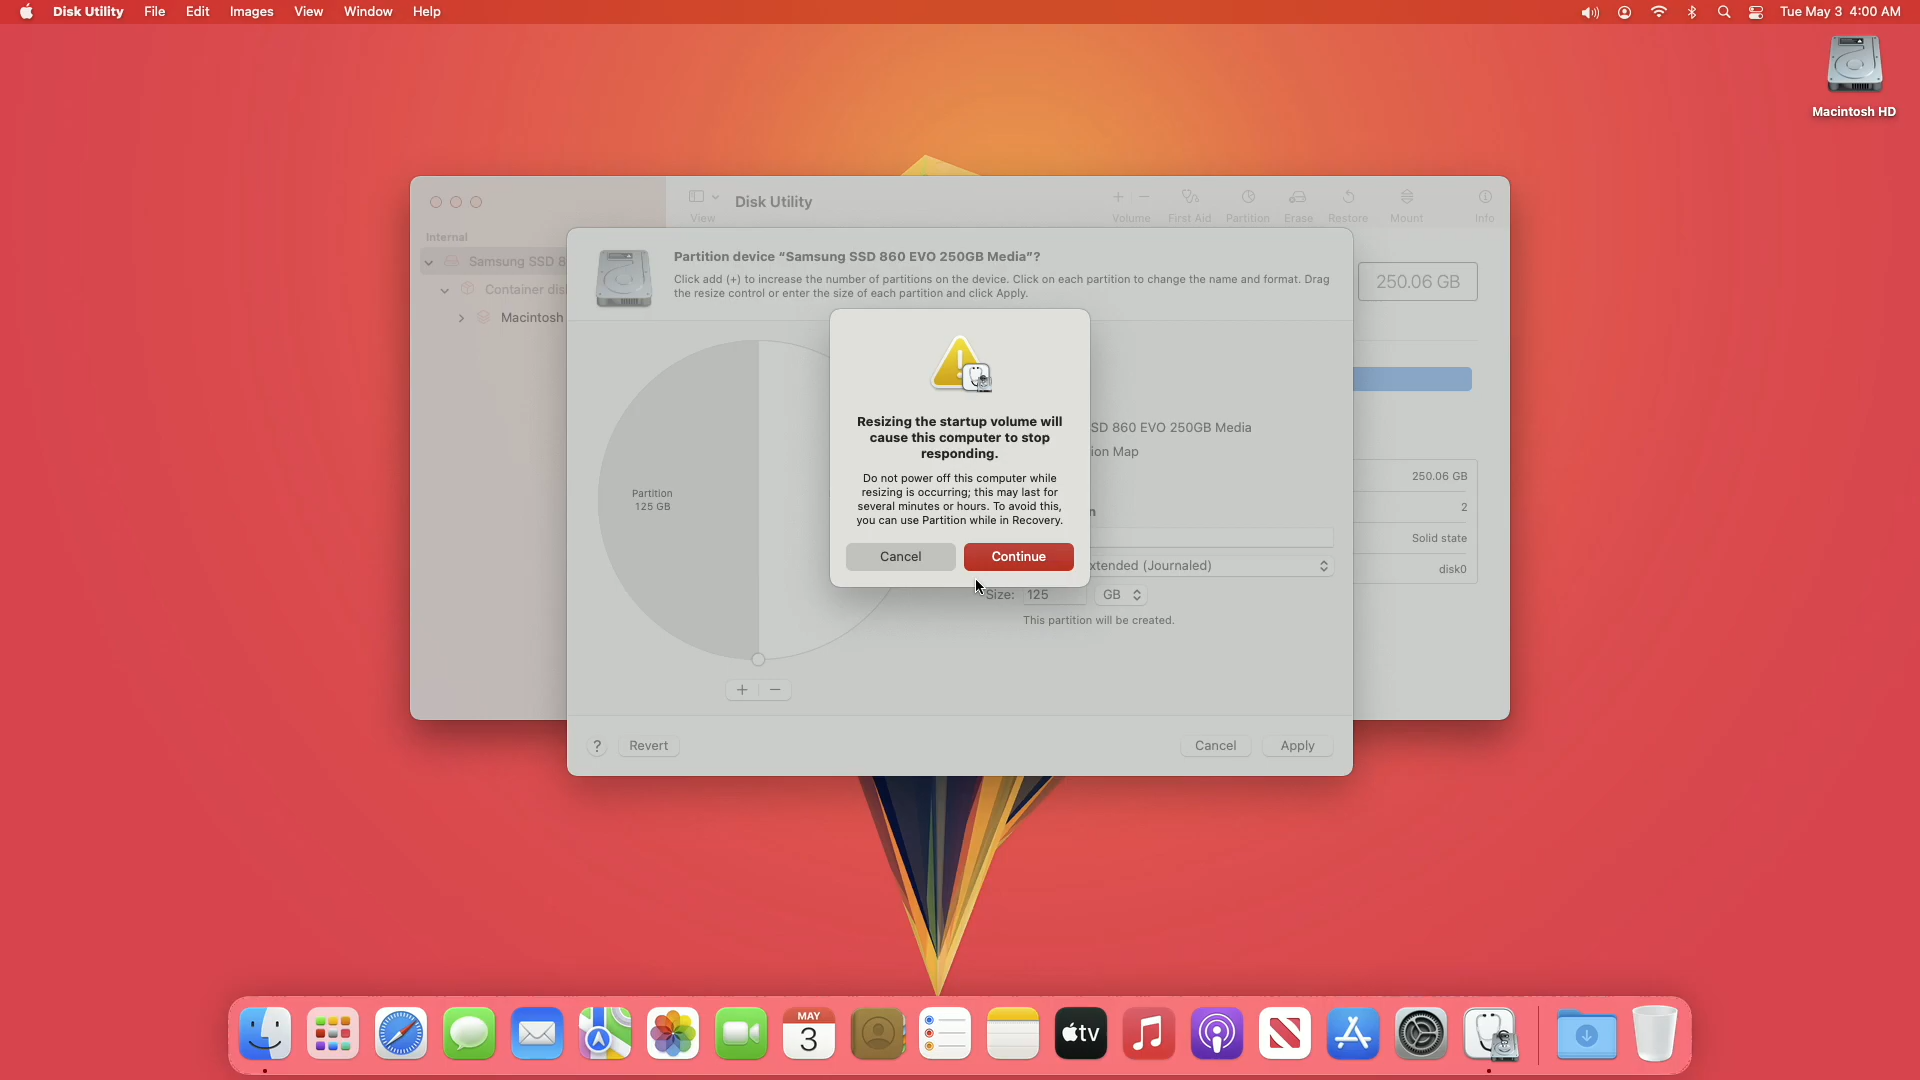 Disk Utility File Edit Images View Window Help
Tue May 3 4:00 AM
Macintosh HD
Disk Utility
View
Volume First Aid Partition Erase Restore Mount Info
Internal
Samsung SSD 8
Container dis
Macintosh
Partition device “Samsung SSD 860 EVO 250GB Media”?
Click add (+) to increase the number of partitions on the device. Click on each partition to change the name and format. Drag
the resize control or enter the size of each partition and click Apply.
250.06 GB
Resizing the startup volume will
cause this computer to stop
responding.
Do not power off this computer while
resizing is occurring; this may last for
several minutes or hours. To avoid this,
you can use Partition while in Recovery.
Cancel Continue
Partition
125 GB
SD 860 EVO 250GB Media
ion Map
n
xtended (Journaled)
Size: 125 GB
This partition will be created.
250.06 GB
2
Solid state
disk0
+ −
? Revert
Cancel Apply
MAY
3
tv